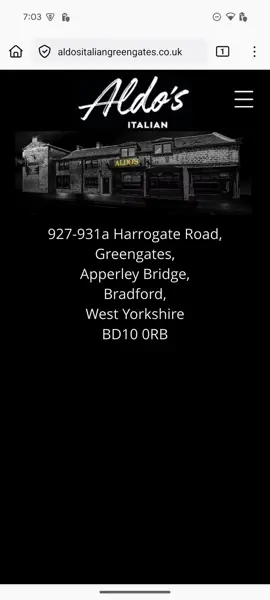 7:03
aldositaliangreengates.co.uk
1
Aldo's
ITALIAN
ALDO'S
927-931a Harrogate Road,
Greengates,
Apperley Bridge,
Bradford,
West Yorkshire
BD10 0RB